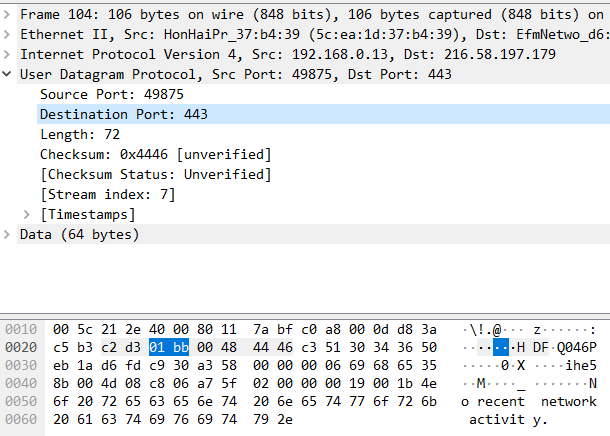 Frame 104: 106 bytes on wire (848 bits), 106 bytes captured (848 bits) on
Ethernet II, Src: HonHaiPr_37:b4:39 (5c:ea:1d:37:b4:39), Dst: EfmNetwo_d6:
Internet Protocol Version 4, Src: 192.168.0.13, Dst: 216.58.197.179
User Datagram Protocol, Src Port: 49875, Dst Port: 443
Source Port: 49875
Destination Port: 443
Length: 72
Checksum: 0x4446 [unverified]
[Checksum Status: Unverified]
[Stream index: 7]
[Timestamps]
Data (64 bytes)
0010 00 5c 21 2e 40 00 80 11 7a bf c0 a8 00 0d d8 3a ·\!.@··· z······:
0020 c5 b3 c2 d3 01 bb 00 48 44 46 c3 51 30 34 36 50 ·······H DF·Q046P
0030 eb 1a d6 fd c9 30 a3 58 00 00 00 06 69 68 65 35 ·····0·X ····ihe5
0040 8b 00 4d 08 c8 06 a7 5f 02 00 00 00 19 00 1b 4e ··M····_ ·······N
0050 6f 20 72 65 63 65 6e 74 20 6e 65 74 77 6f 72 6b o recent network
0060 20 61 63 74 69 76 69 74 79 2e activity.